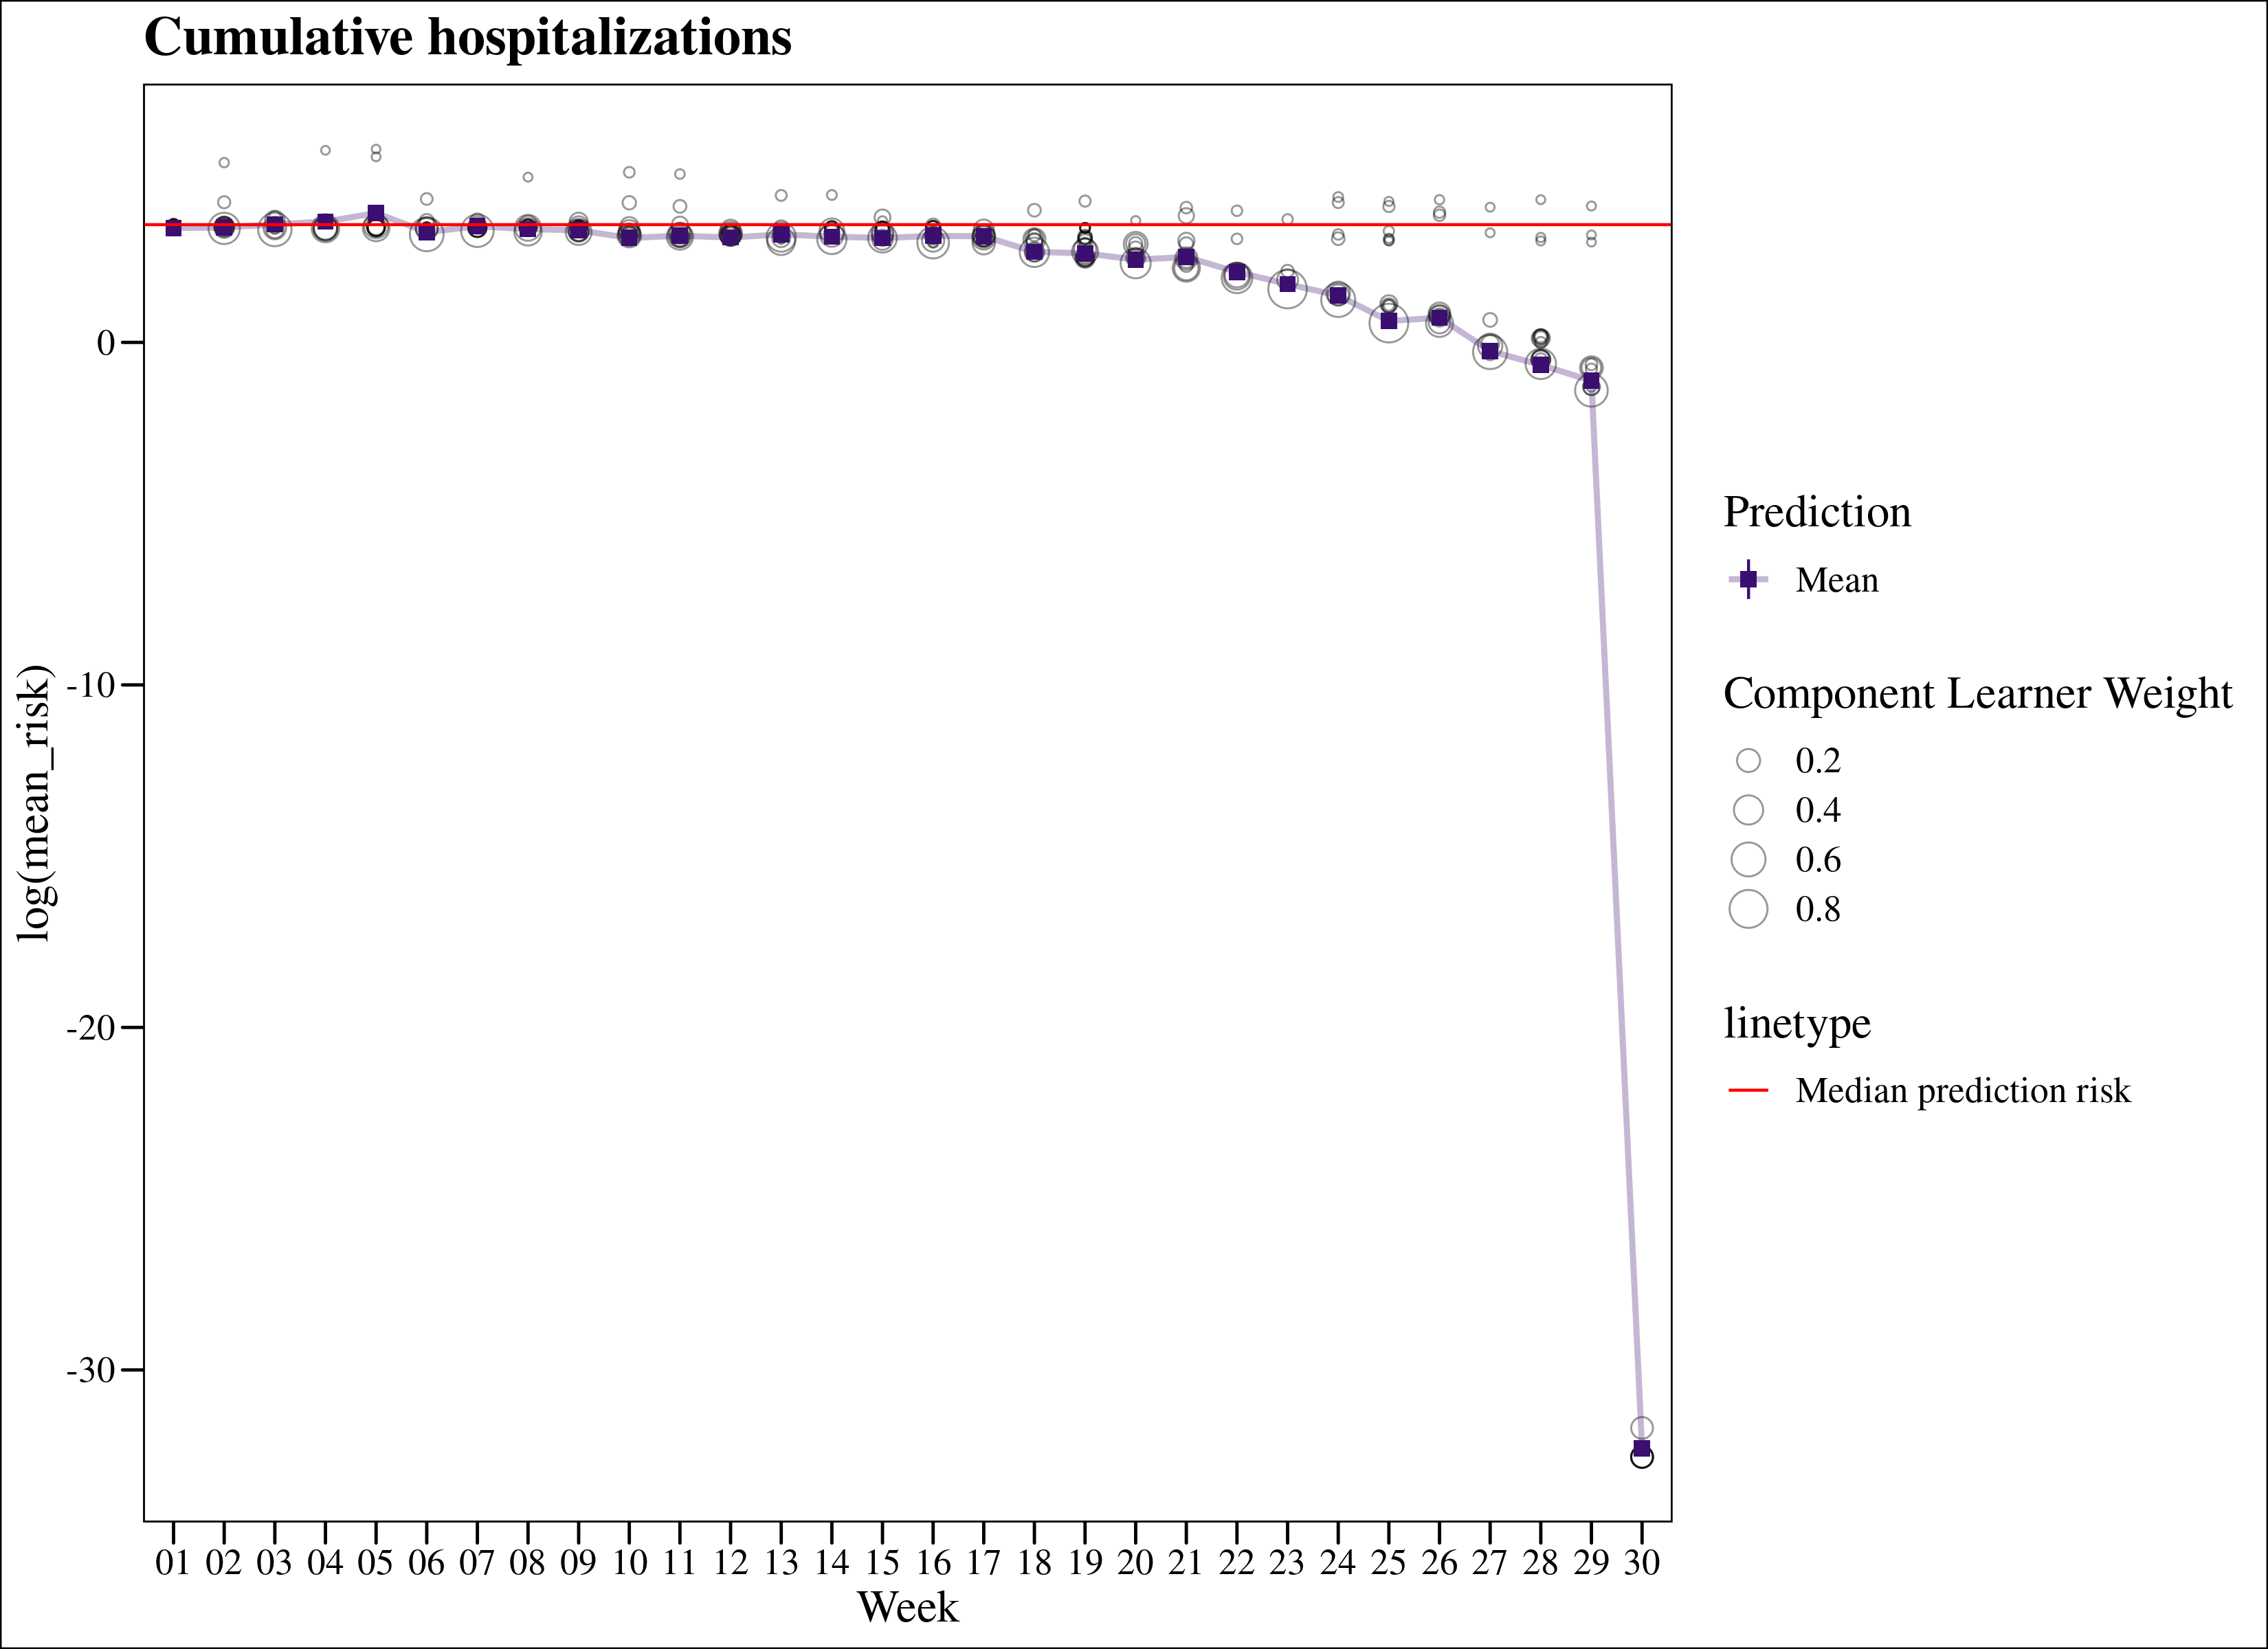 Cumulative hospitalizations
0
-10
-20
-30
log(mean_risk)
01 02 03 04 05 06 07 08 09 10 11 12 13 14 15 16 17 18 19 20 21 22 23 24 25 26 27 28 29 30
Week
Prediction
Mean
Component Learner Weight
0.2
0.4
0.6
0.8
linetype
Median prediction risk